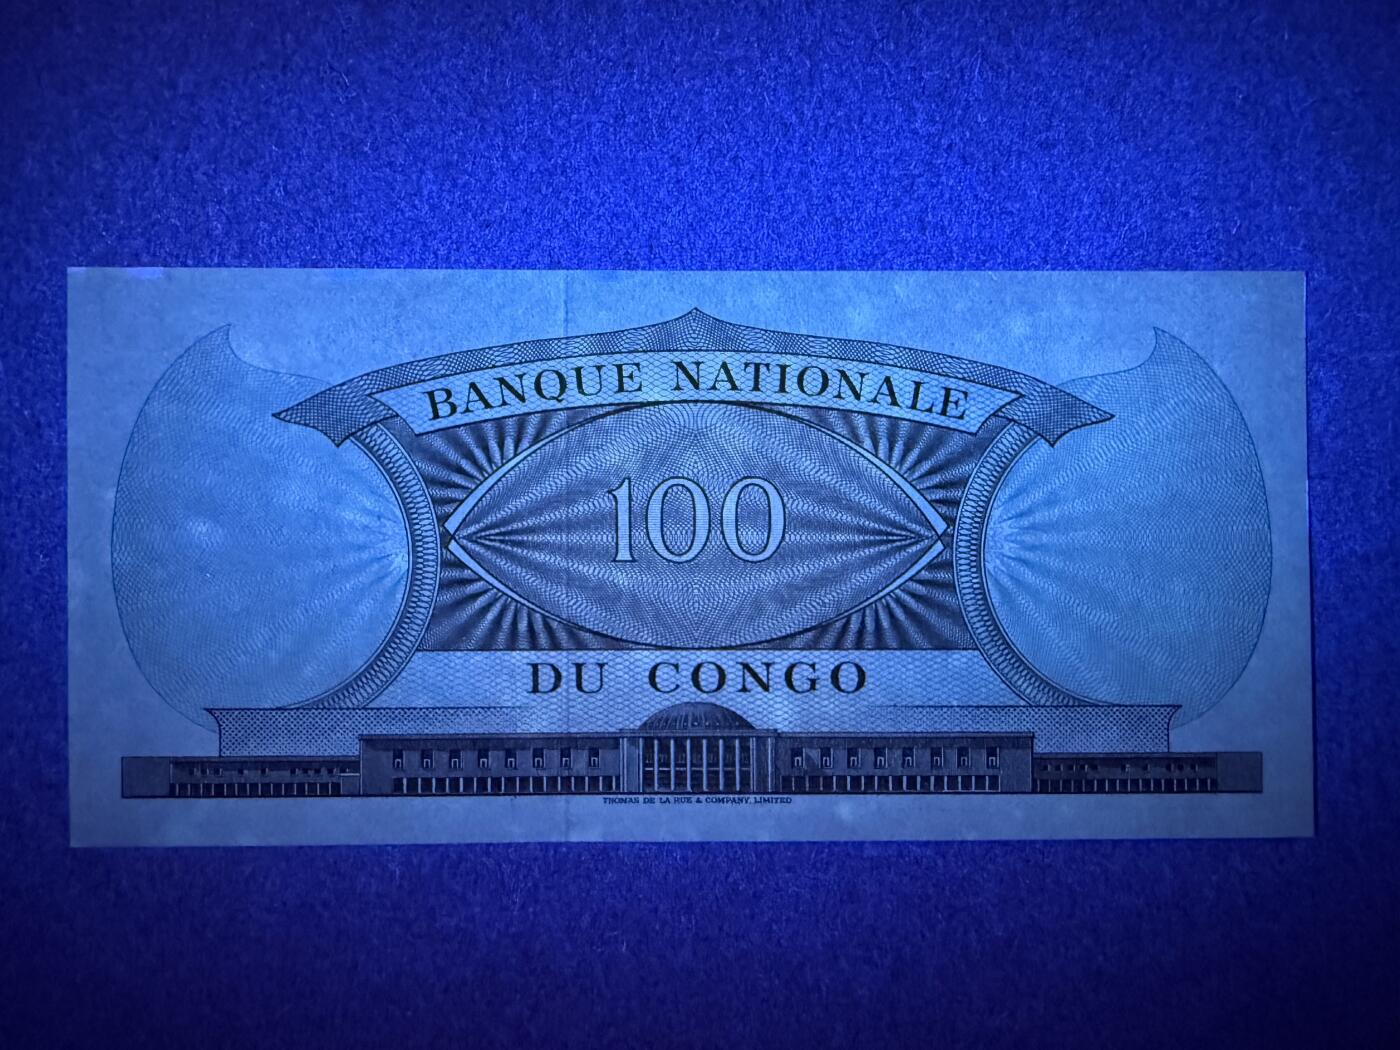 BANQUE NATIONALE
100
DU CONGO
THOMAS DE LA RUE & COMPANY, LIMITED